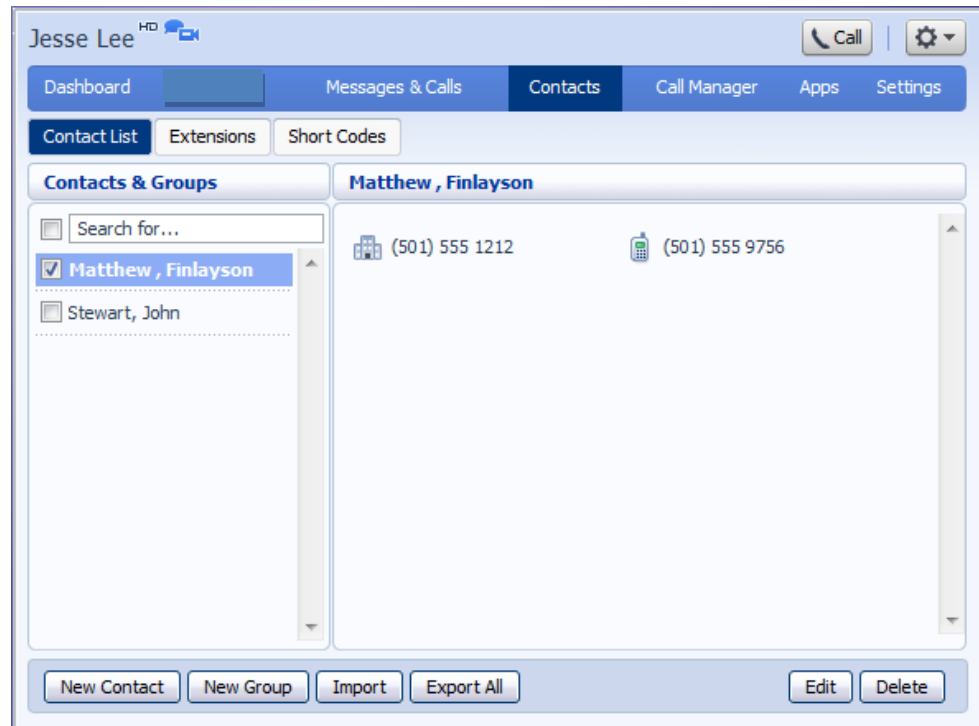 Jesse Lee HD
Call
Dashboard Messages & Calls Contacts Call Manager Apps Settings
Contact List Extensions Short Codes
Contacts & Groups
Matthew , Finlayson
Search for...
Matthew , Finlayson
Stewart, John
(501) 555 1212 (501) 555 9756
New Contact New Group Import Export All Edit Delete